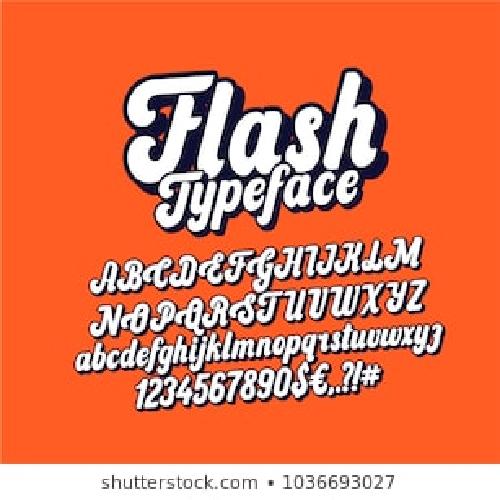 Flash
Typeface
ABCDEFGHIJKLM
NOPQRSTUVWXYZ
abcdefghijklmnopqrstuvwxyz
1234567890$€,.?!#
shutterstock.com • 1036693027